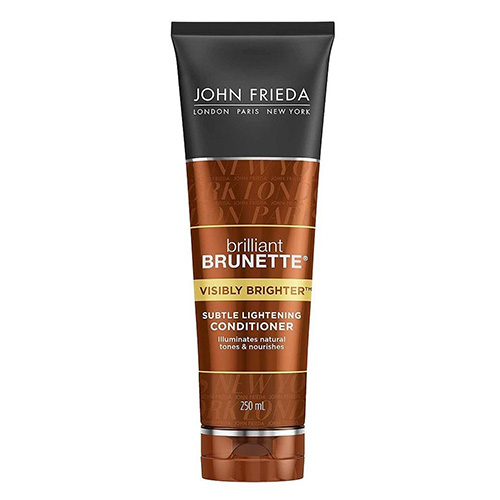 JOHN FRIEDA
LONDON PARIS NEW YORK
brilliant
BRUNETTE®
VISIBLY BRIGHTER™
SUBTLE LIGHTENING
CONDITIONER
Illuminates natural
tones & nourishes
250 mL